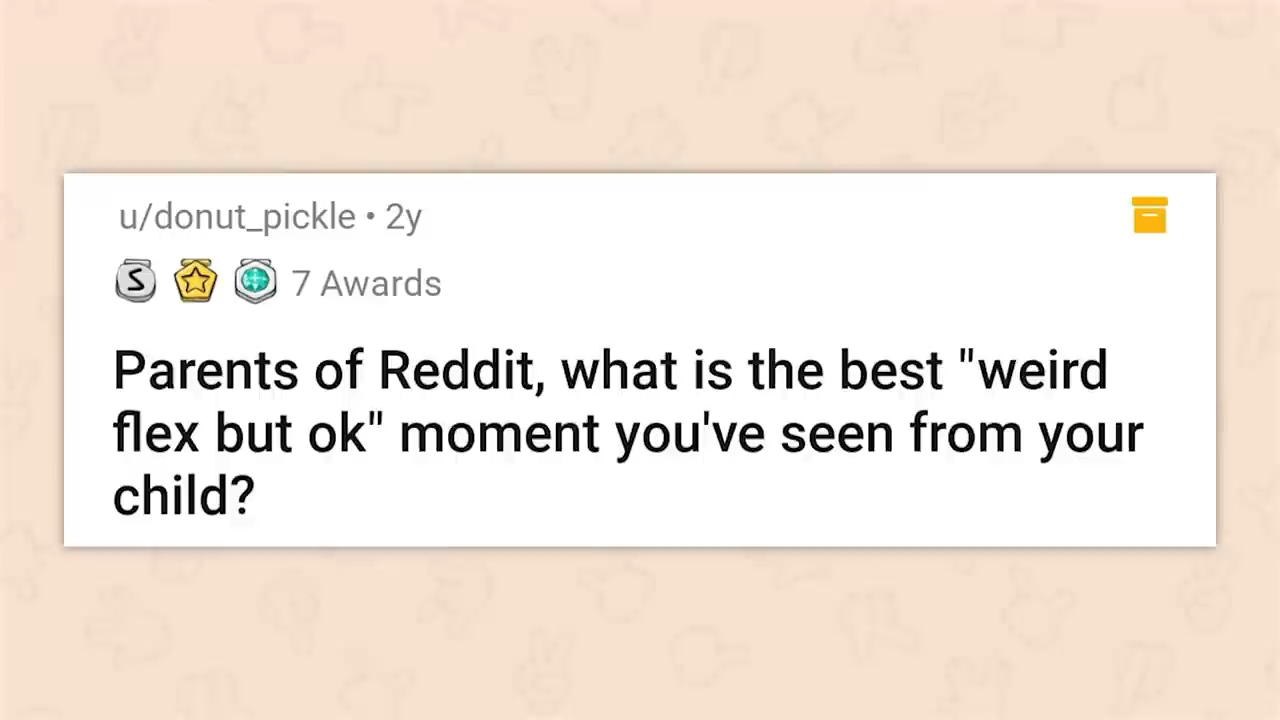 u/donut_pickle • 2y
7 Awards
Parents of Reddit, what is the best "weird
flex but ok" moment you've seen from your
child?